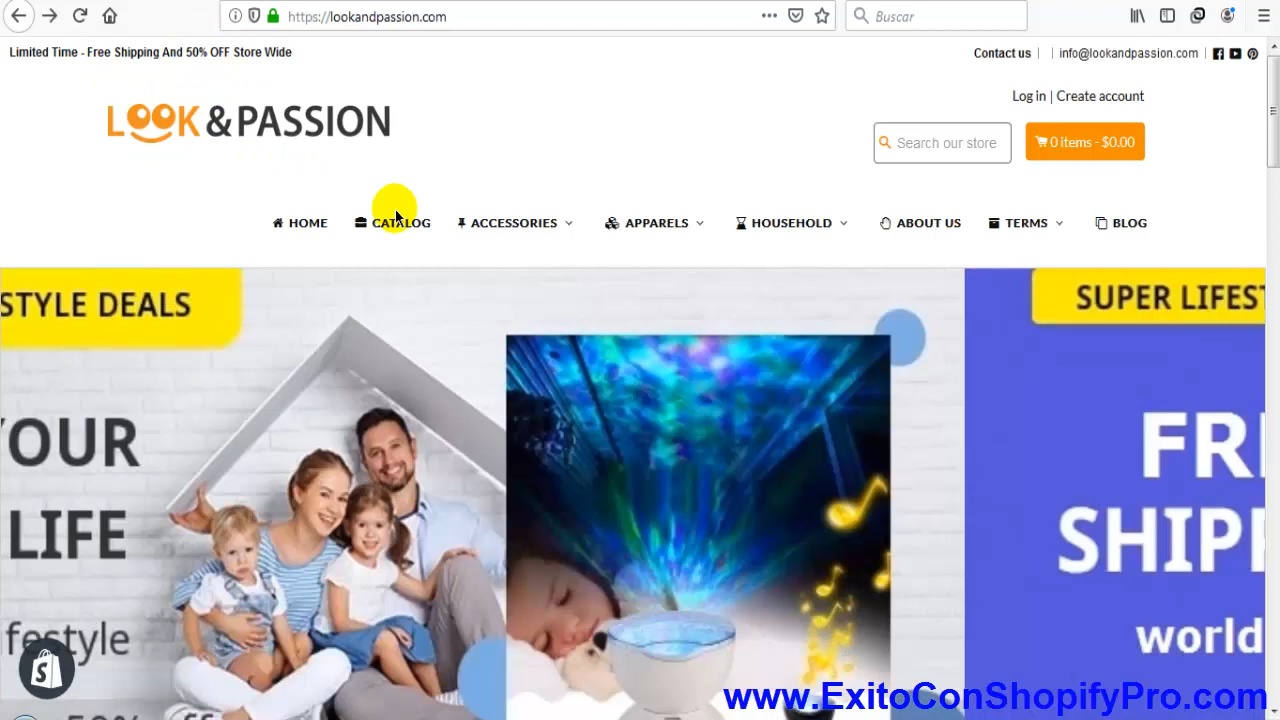 https://lookandpassion.com
Buscar
Limited Time - Free Shipping And 50% OFF Store Wide
Contact us | | info@lookandpassion.com |
Log in | Create account
LOOK & PASSION
Search our store
0 items - $0.00
HOME CATALOG ACCESSORIES APPARELS HOUSEHOLD ABOUT US TERMS BLOG
STYLE DEALS
SUPER LIFEST
YOUR
LIFE
festyle
FRE
SHIPP
world
www.ExitoConShopifyPro.com